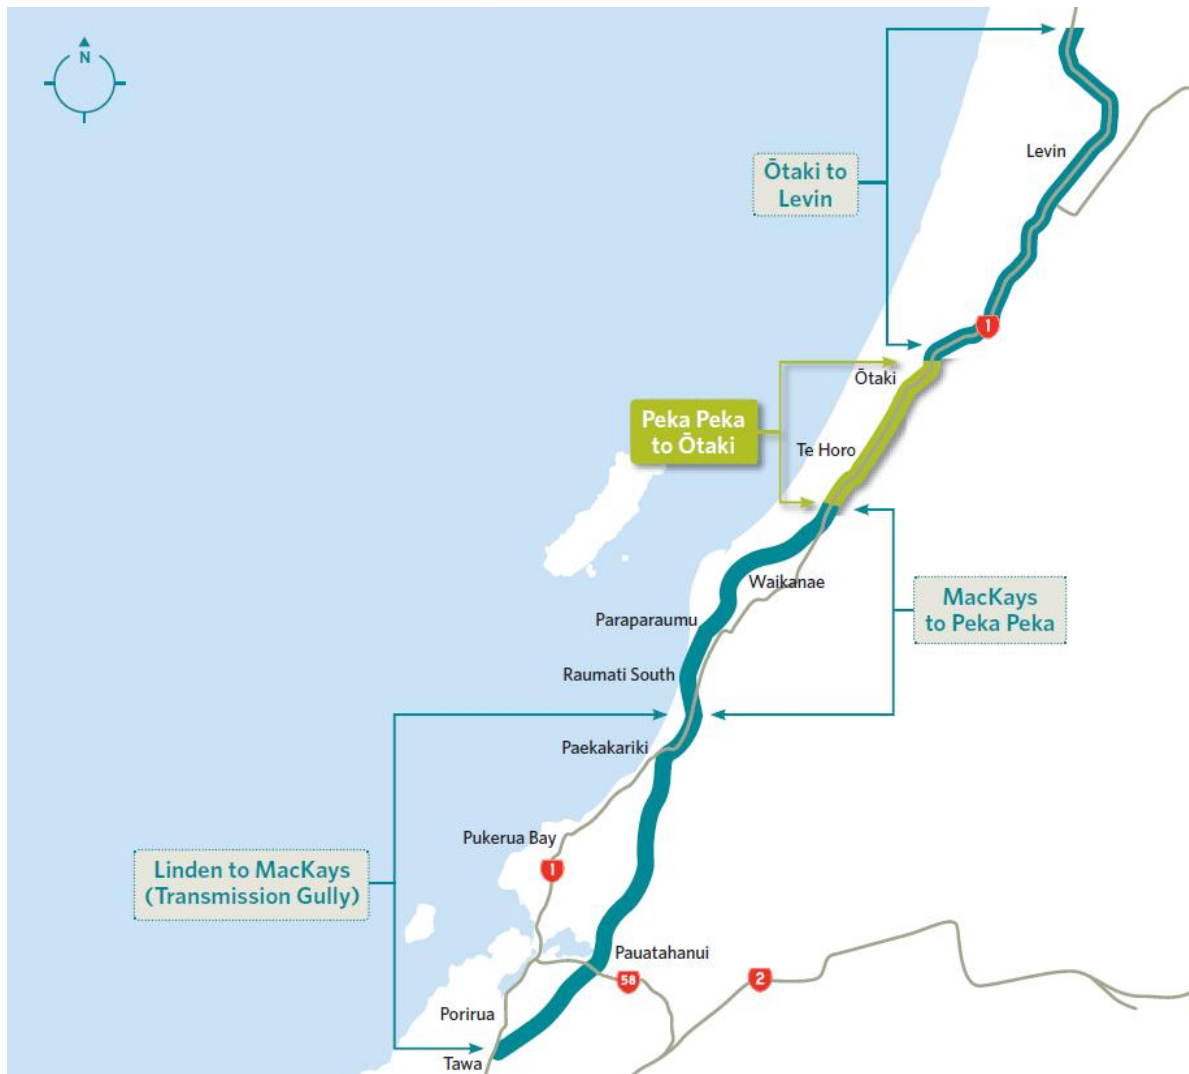 N
Levin
Ōtaki to
Levin
1
Ōtaki
Peka Peka
to Ōtaki
Te Horo
Waikanae
MacKays
to Peka Peka
Paraparaumu
Raumati South
Paekakariki
Pukerua Bay
1
Linden to MacKays
(Transmission Gully)
Pauatahanui
58
2
Porirua
Tawa